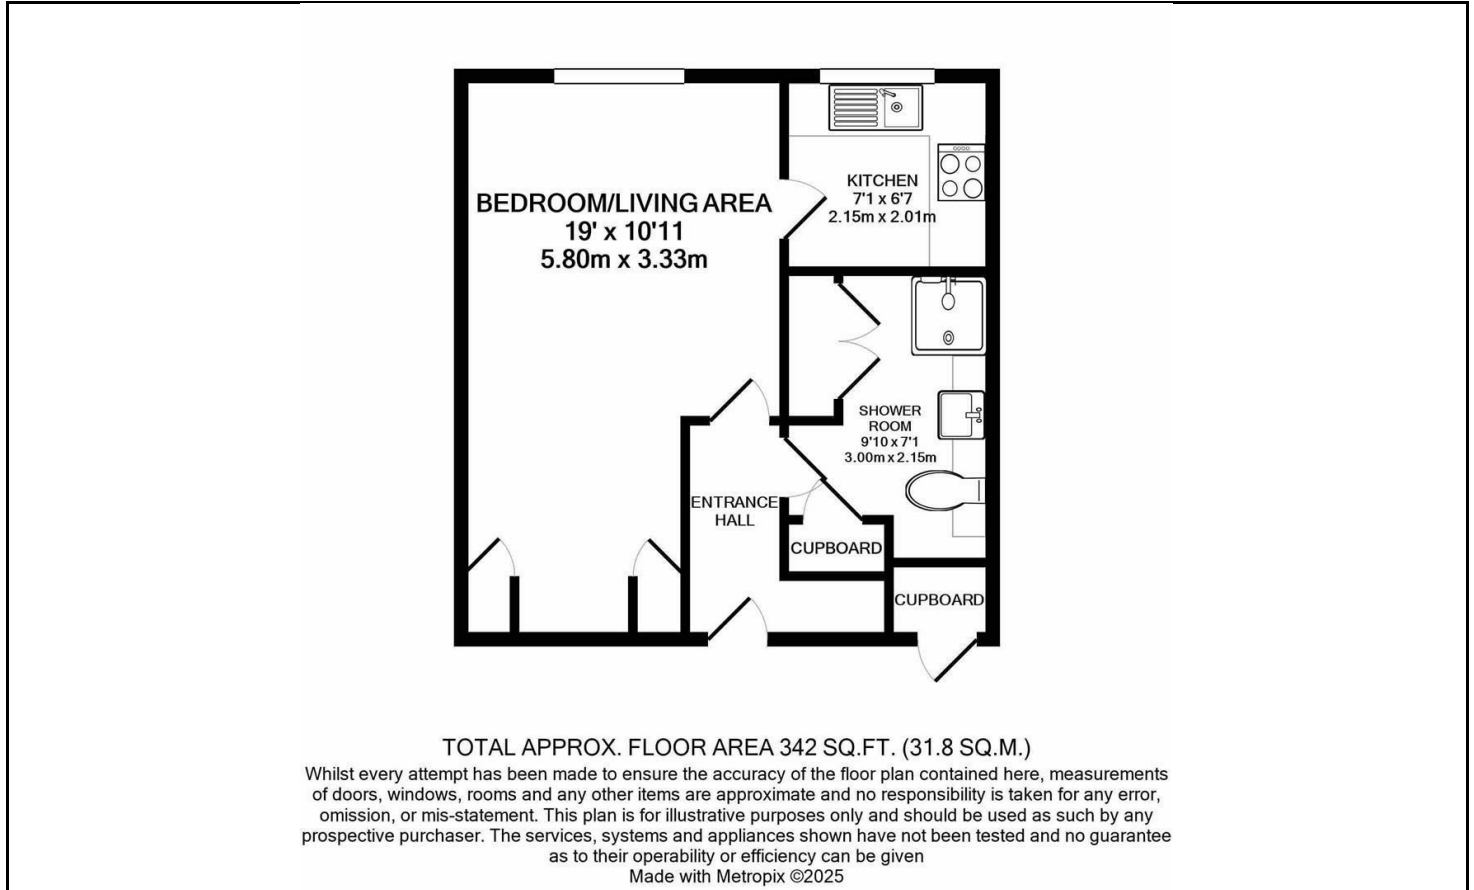 BEDROOM/LIVING AREA
19' x 10'11
5.80m x 3.33m
KITCHEN
7'1 x 6'7
2.15m x 2.01m
SHOWER
ROOM
9'10 x 7'1
3.00m x 2.15m
ENTRANCE
HALL
CUPBOARD
CUPBOARD
TOTAL APPROX. FLOOR AREA 342 SQ.FT. (31.8 SQ.M.)
Whilst every attempt has been made to ensure the accuracy of the floor plan contained here, measurements
of doors, windows, rooms and any other items are approximate and no responsibility is taken for any error,
omission, or mis-statement. This plan is for illustrative purposes only and should be used as such by any
prospective purchaser. The services, systems and appliances shown have not been tested and no guarantee
as to their operability or efficiency can be given
Made with Metropix ©2025